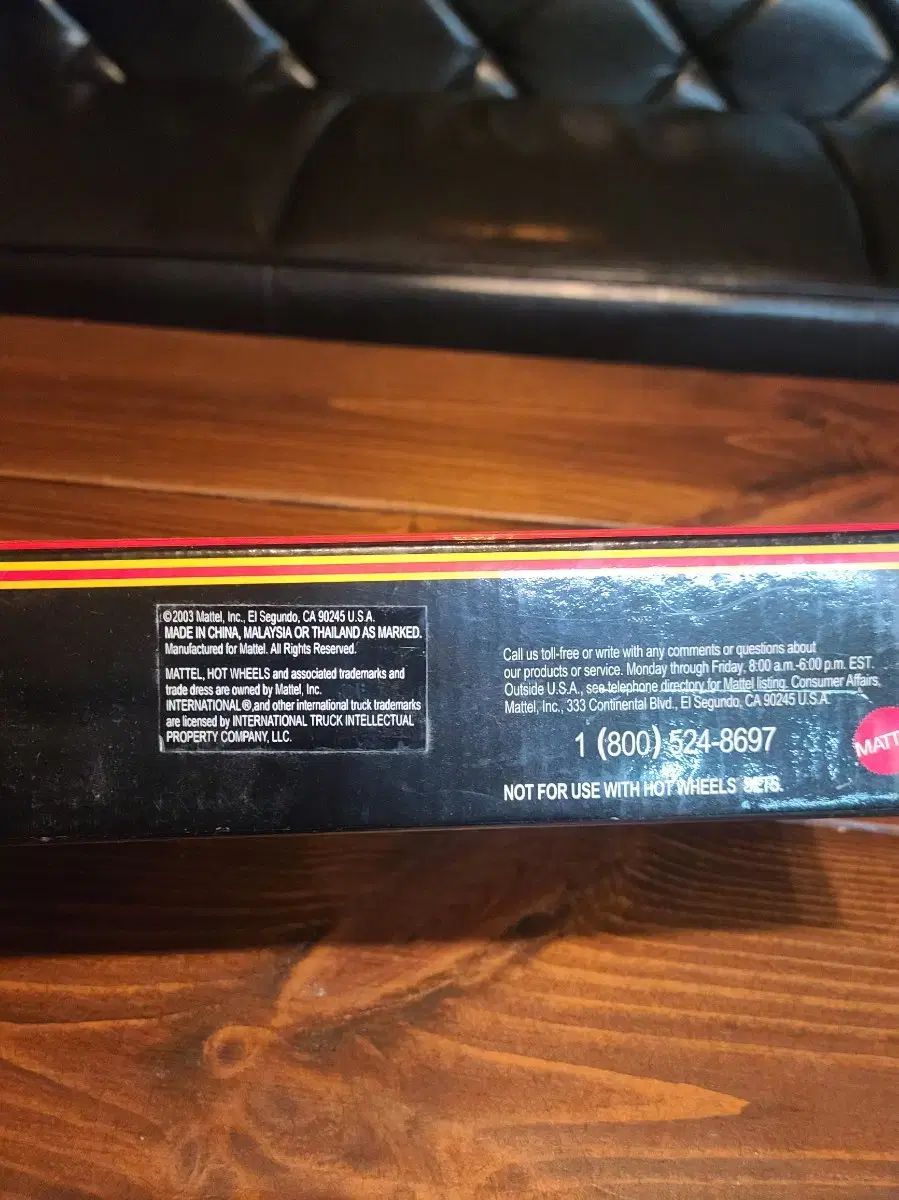 ©2003 Mattel, Inc., El Segundo, CA 90245 U.S.A.
MADE IN CHINA, MALAYSIA OR THAILAND AS MARKED.
Manufactured for Mattel. All Rights Reserved.
MATTEL, HOT WHEELS and associated trademarks and
trade dress are owned by Mattel, Inc.
INTERNATIONAL®,and other international truck trademarks
are licensed by INTERNATIONAL TRUCK INTELLECTUAL
PROPERTY COMPANY, LLC.
Call us toll-free or write with any comments or questions about
our products or service. Monday through Friday, 8:00 a.m.-6:00 p.m. EST.
Outside U.S.A., see telephone directory for Mattel listing. Consumer Affairs,
Mattel, Inc., 333 Continental Blvd., El Segundo, CA 90245 U.S.A.
1 (800) 524-8697
MATT
NOT FOR USE WITH HOT WHEELS SETS.